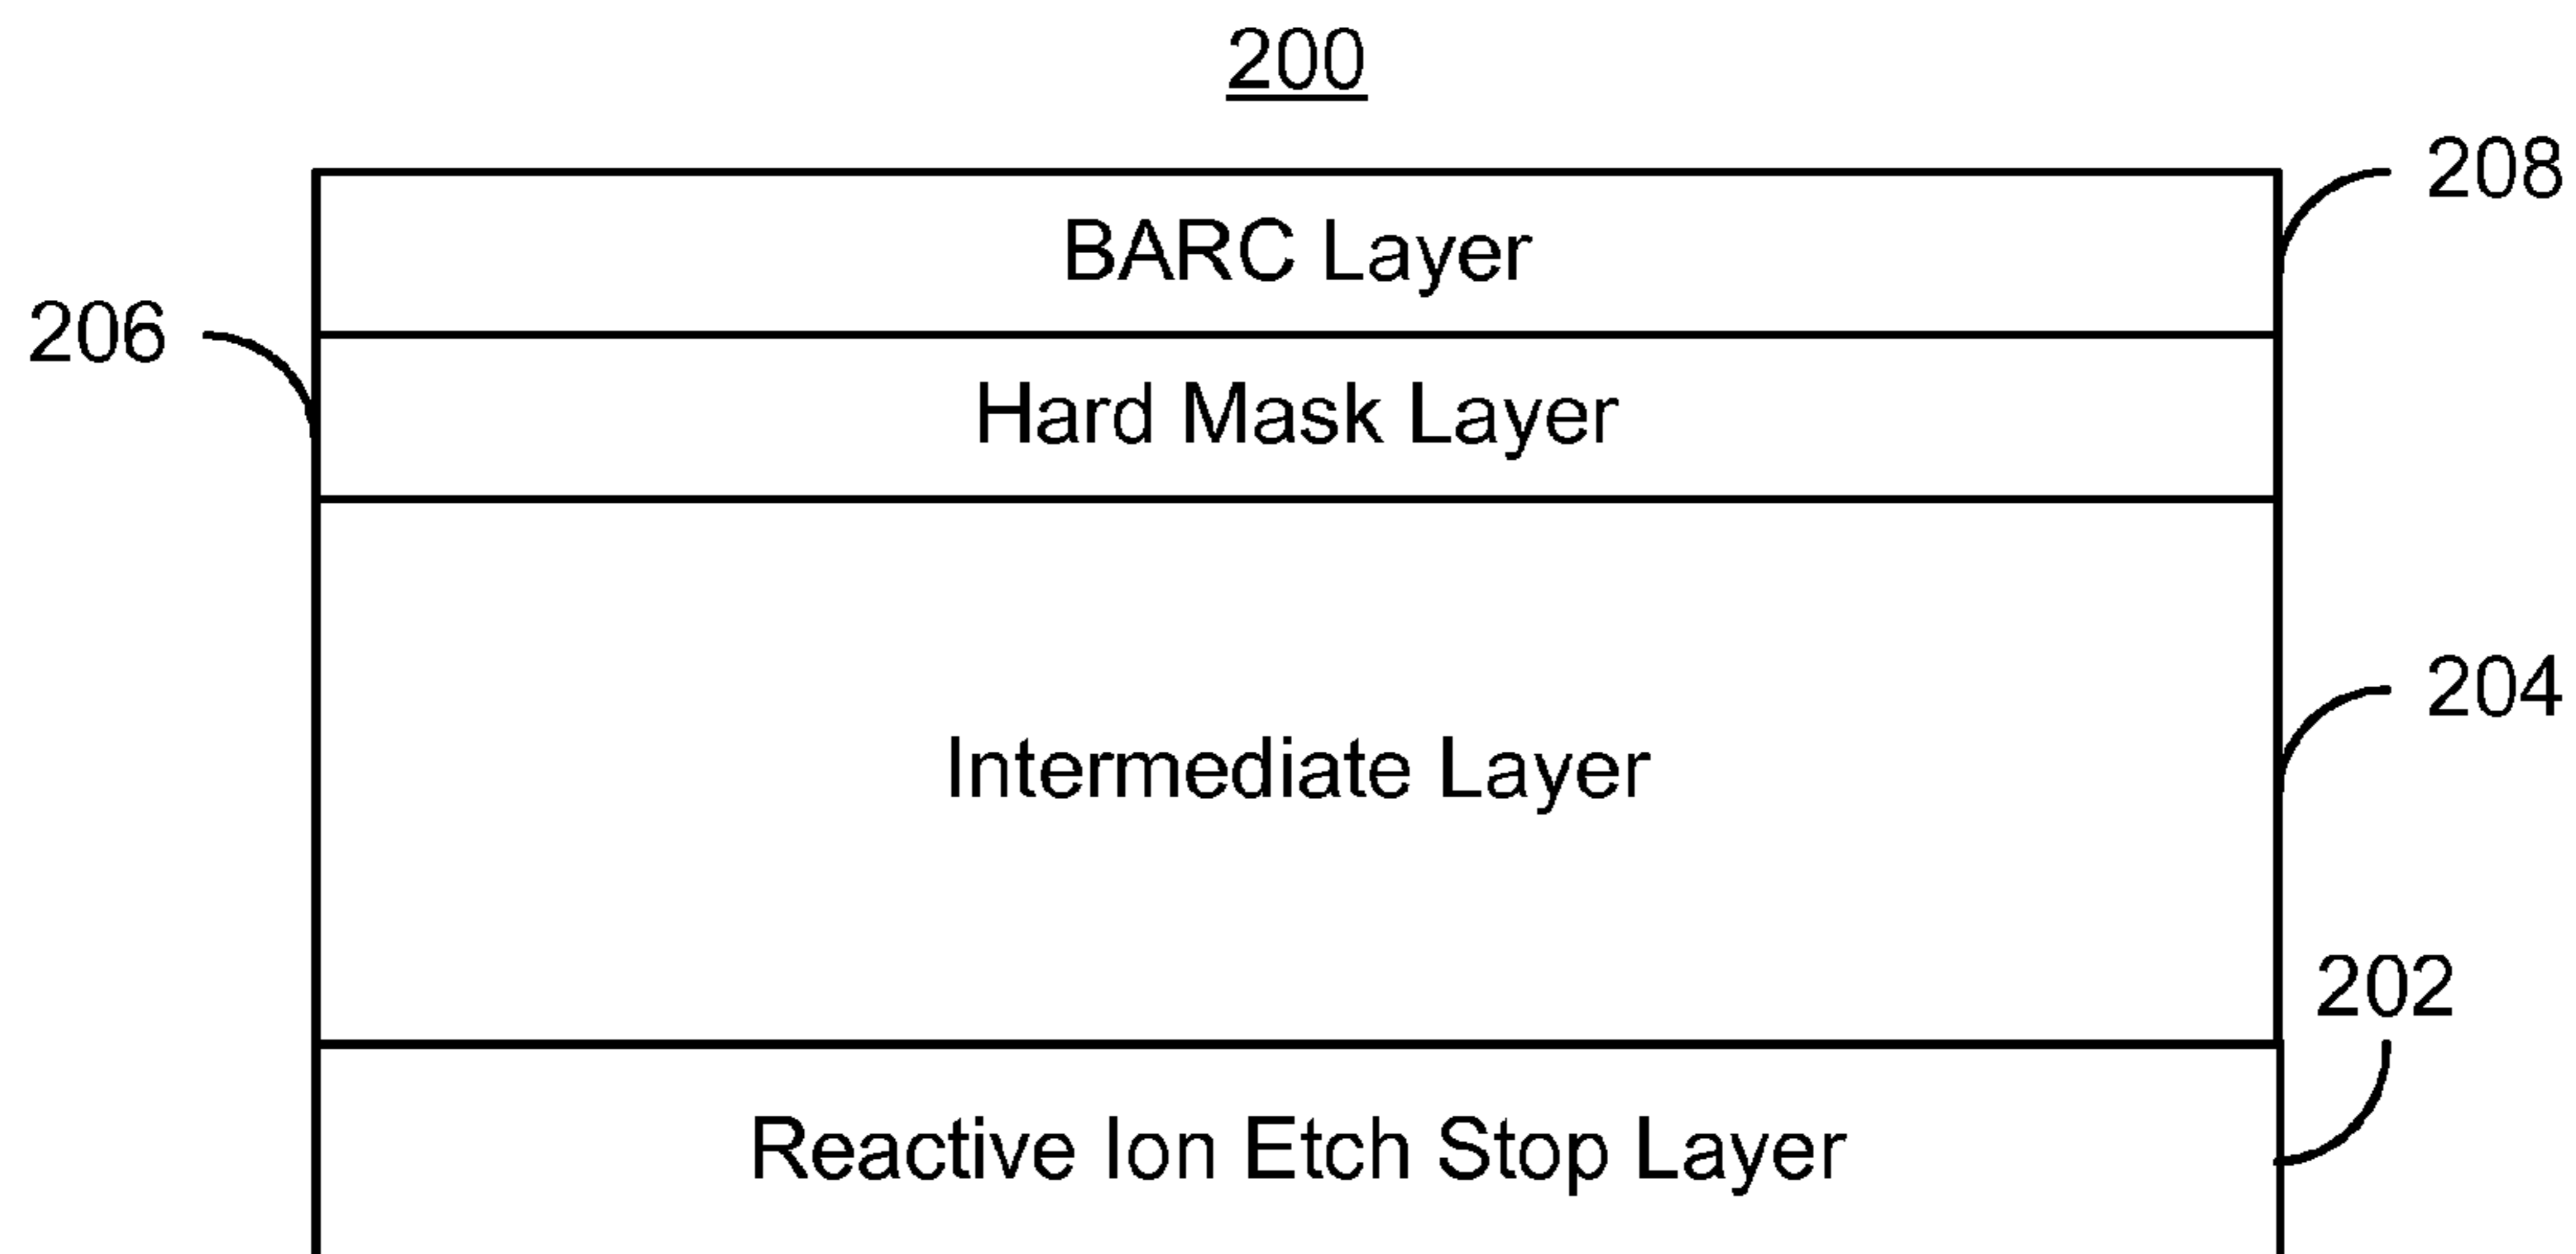 200
208
BARC Layer
206
Hard Mask Layer
204
Intermediate Layer
202
Reactive Ion Etch Stop Layer